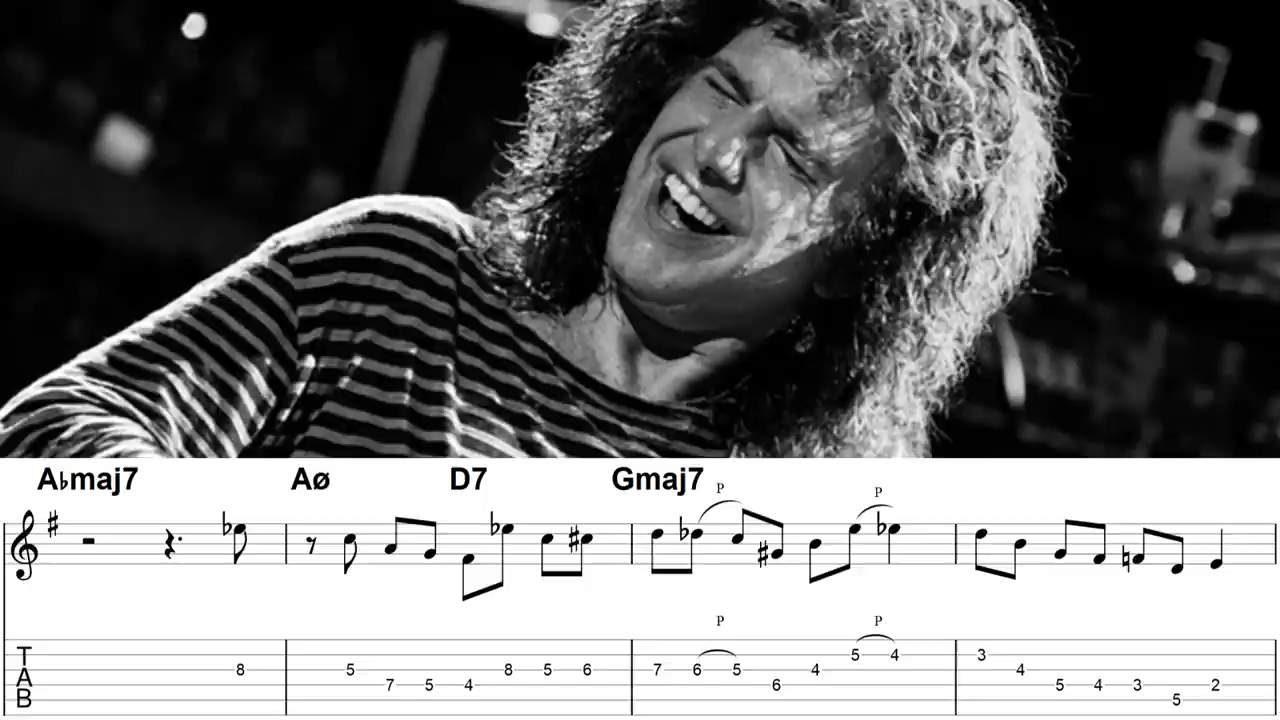 A♭maj7 Aø D7 Gmaj7
P P
P P
T 5 4 3
8 5 8 5 6 7 6 5 4 4
A 7 5 4 6 5 4 3 2
B 5